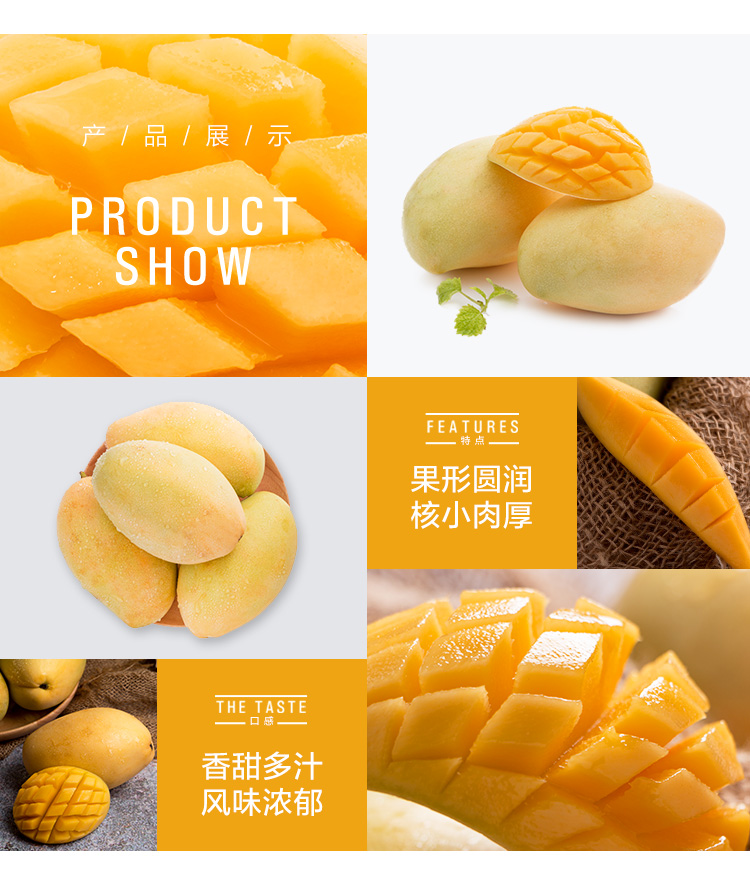 产/品/展/示
PRODUCT
SHOW
FEATURES
特点
果形圆润
核小肉厚
THE TASTE
口感
香甜多汁
风味浓郁